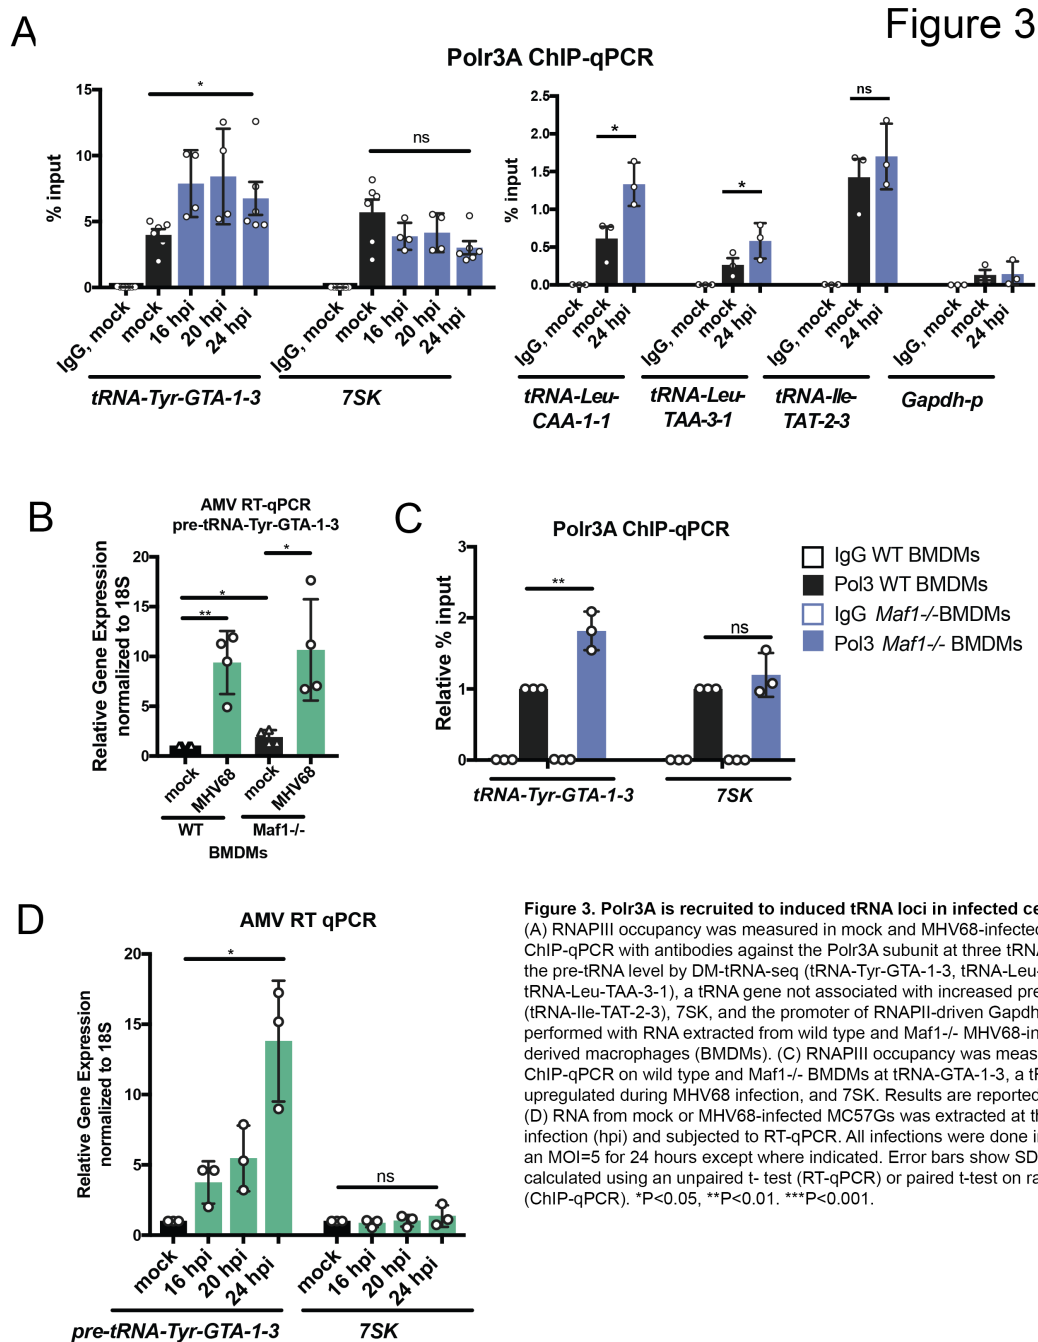 Figure 3
A
Polr3A ChIP-qPCR
% input
15
10
5
0
*
ns
IgG, mock
mock
16 hpi
20 hpi
24 hpi
IgG, mock
mock
16 hpi
20 hpi
24 hpi
tRNA-Tyr-GTA-1-3
7SK
% input
2.5
2.0
1.5
1.0
0.5
0.0
*
*
ns
IgG, mock
mock
24 hpi
IgG, mock
mock
24 hpi
IgG, mock
mock
24 hpi
IgG, mock
mock
24 hpi
tRNA-Leu-
CAA-1-1
tRNA-Leu-
TAA-3-1
tRNA-Ile-
TAT-2-3
Gapdh-p
B
AMV RT-qPCR
pre-tRNA-Tyr-GTA-1-3
Relative Gene Expression
normalized to 18S
20
15
10
5
0
*
*
**
mock
MHV68
mock
MHV68
WT
Maf1-/-
BMDMs
C
Polr3A ChIP-qPCR
Relative % input
3
2
1
0
**
ns
tRNA-Tyr-GTA-1-3
7SK
IgG WT BMDMs
Pol3 WT BMDMs
IgG Maf1-/-BMDMs
Pol3 Maf1-/- BMDMs
D
AMV RT qPCR
Relative Gene Expression
normalized to 18S
20
15
10
5
0
*
ns
mock
16 hpi
20 hpi
24 hpi
mock
16 hpi
20 hpi
24 hpi
pre-tRNA-Tyr-GTA-1-3
7SK
Figure 3. Polr3A is recruited to induced tRNA loci in infected ce
(A) RNAPIII occupancy was measured in mock and MHV68-infected
ChIP-qPCR with antibodies against the Polr3A subunit at three tRNA
the pre-tRNA level by DM-tRNA-seq (tRNA-Tyr-GTA-1-3, tRNA-Leu-
tRNA-Leu-TAA-3-1), a tRNA gene not associated with increased pre
(tRNA-Ile-TAT-2-3), 7SK, and the promoter of RNAPII-driven Gapdh
performed with RNA extracted from wild type and Maf1-/- MHV68-in
derived macrophages (BMDMs). (C) RNAPIII occupancy was meas
ChIP-qPCR on wild type and Maf1-/- BMDMs at tRNA-GTA-1-3, a tR
upregulated during MHV68 infection, and 7SK. Results are reported
(D) RNA from mock or MHV68-infected MC57Gs was extracted at th
infection (hpi) and subjected to RT-qPCR. All infections were done in
an MOI=5 for 24 hours except where indicated. Error bars show SD
calculated using an unpaired t- test (RT-qPCR) or paired t-test on ra
(ChIP-qPCR). *P<0.05, **P<0.01. ***P<0.001.